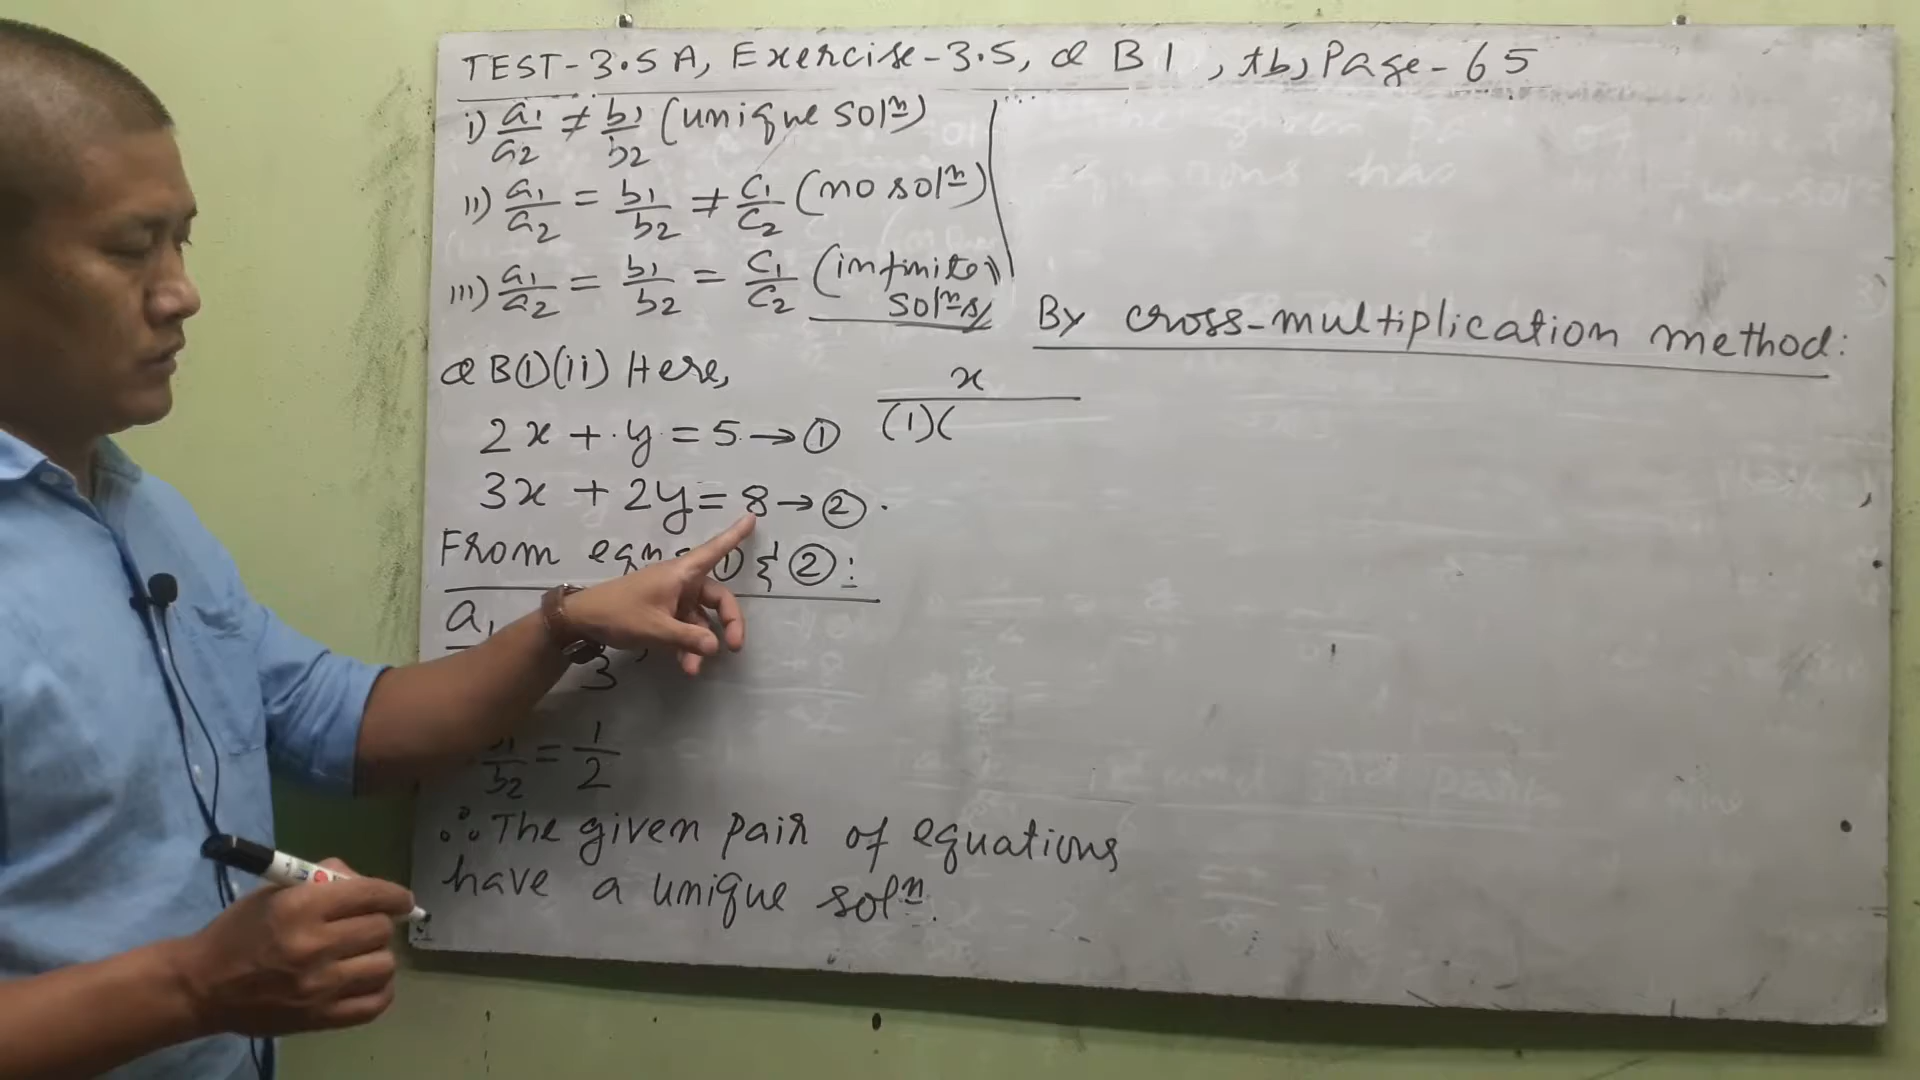 TEST-3.5A, Exercise-3.5, Q B1, tb, Page-65
i) a₁/a₂ ≠ b₁/b₂ (unique solⁿ)
ii) a₁/a₂ = b₁/b₂ ≠ c₁/c₂ (no solⁿ)
iii) a₁/a₂ = b₁/b₂ = c₁/c₂ (infinite
solⁿs)
Q B①(ii) Here,
2x + y = 5 → ①
3x + 2y = 8 → ②
From ① & ② :
a₁
3
b₂ = 1/2
∴ The given pair of equations
have a unique solⁿ.
By cross-multiplication method:
x
(1)(